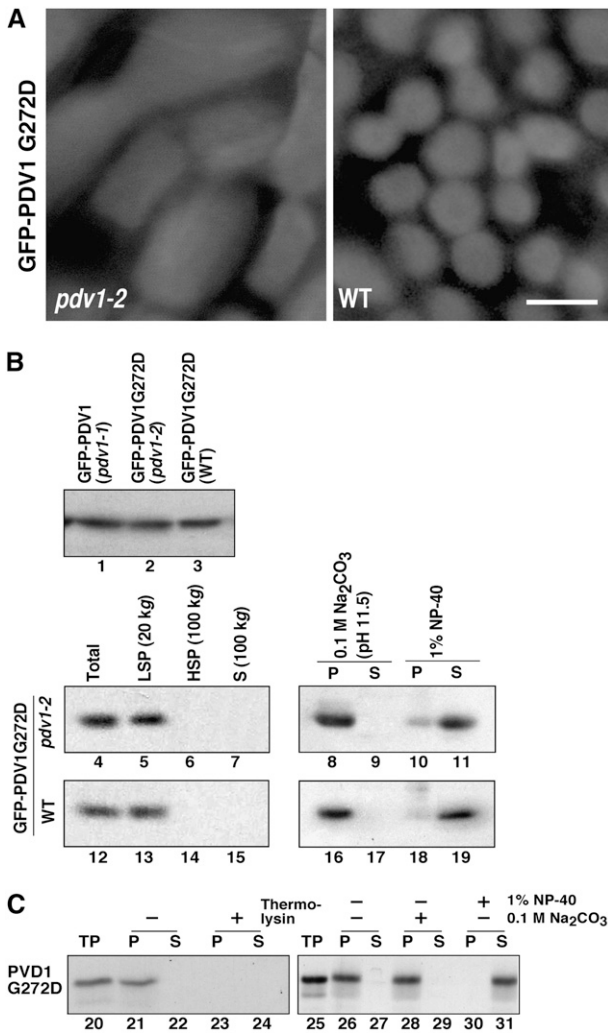 A
GFP-PDV1 G272D
pdv1-2
WT
B
GFP-PDV1
(pdv1-1)
GFP-PDV1G272D
(pdv1-2)
GFP-PDV1G272D
(WT)
1 2 3
Total
LSP (20 kg)
HSP (100 kg)
S (100 kg)
0.1 M Na₂CO₃
(pH 11.5)
1% NP-40
P S P S
GFP-PDV1G272D
pdv1-2
4 5 6 7 8 9 10 11
WT
12 13 14 15 16 17 18 19
C
– + Thermo-
lysin
– – + 1% NP-40
– + – 0.1 M Na₂CO₃
TP P S P S TP P S P S P S
PVD1
G272D
20 21 22 23 24 25 26 27 28 29 30 31